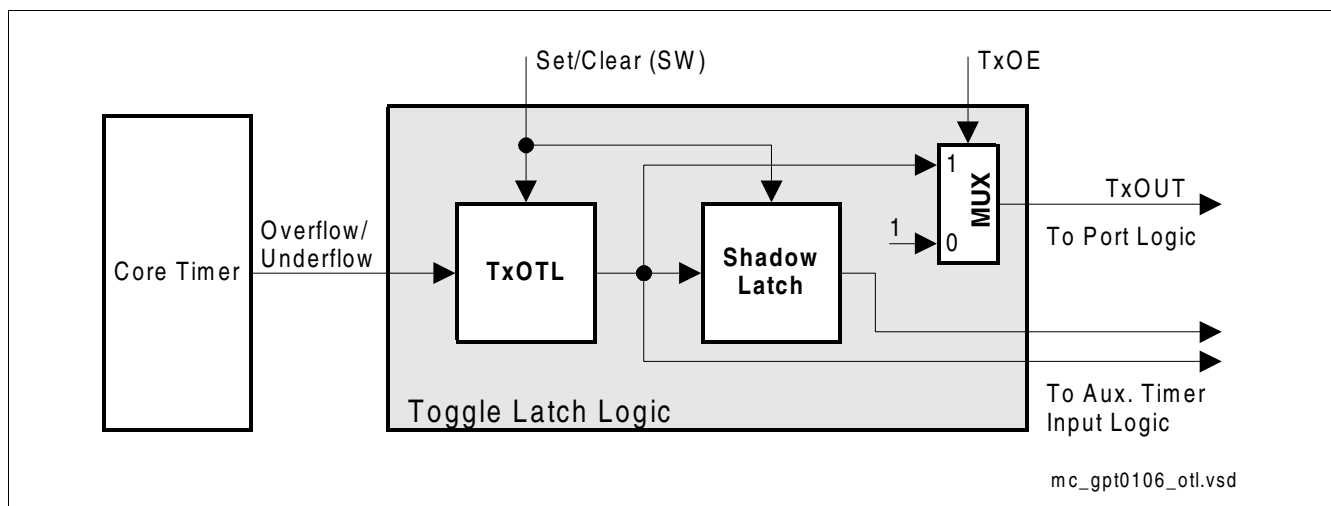 Set/Clear (SW)
TxOE
1
MUX
TxOUT
Overflow/
Underflow
1
0
To Port Logic
Core Timer
TxOTL
Shadow
Latch
Toggle Latch Logic
To Aux. Timer
Input Logic
mc_gpt0106_otl.vsd